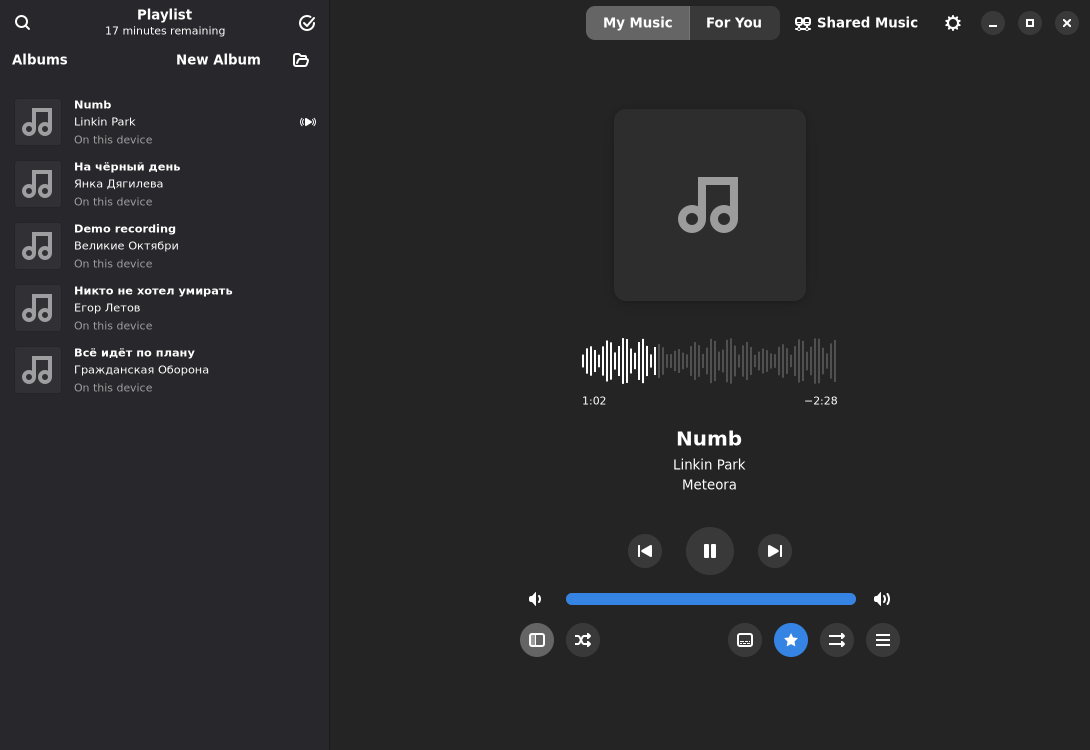 Playlist
17 minutes remaining
Albums
New Album
Numb
Linkin Park
On this device
На чёрный день
Янка Дягилева
On this device
Demo recording
Великие Октябри
On this device
Никто не хотел умирать
Егор Летов
On this device
Всё идёт по плану
Гражданская Оборона
On this device
My Music
For You
Shared Music
1:02
−2:28
Numb
Linkin Park
Meteora